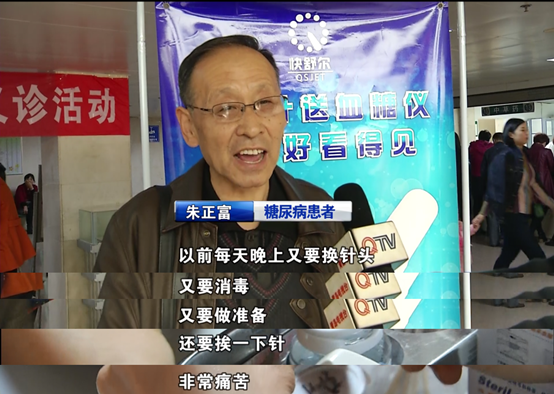 快舒尔
QSJET
义诊活动
送血糖仪
好看得见
朱正富 糖尿病患者
QTV
QTV
QTV
以前每天晚上又要换针头
又要消毒
又要做准备
还要挨一下针
非常痛苦